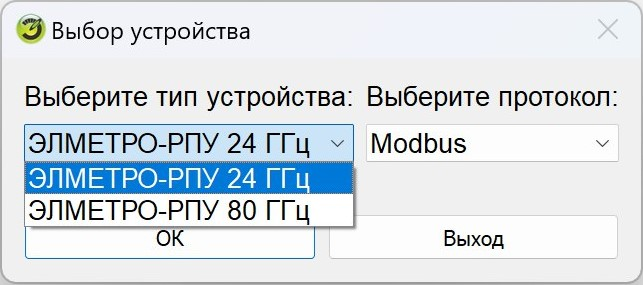 Выбор устройства
Выберите тип устройства: Выберите протокол:
ЭЛМЕТРО-РПУ 24 ГГц Modbus
ЭЛМЕТРО-РПУ 24 ГГц
ЭЛМЕТРО-РПУ 80 ГГц
ОК Выход